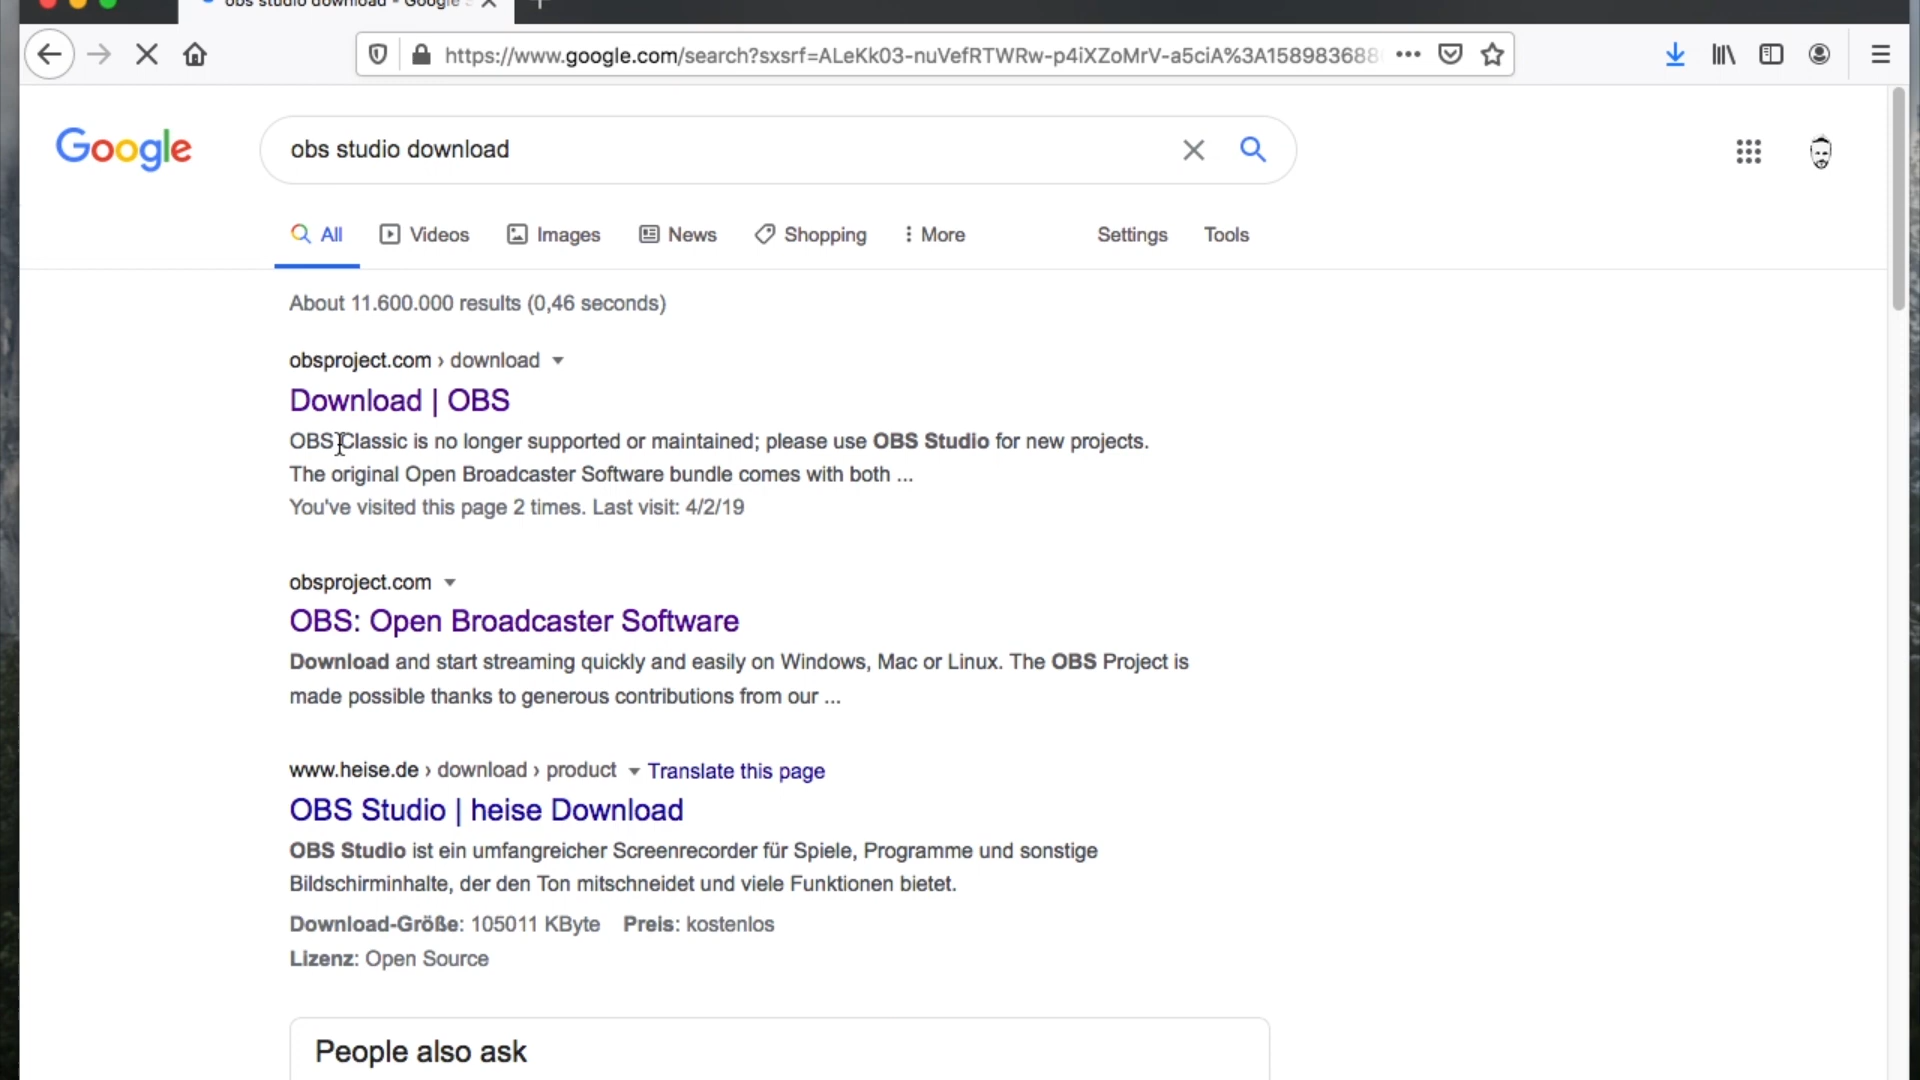 obs studio download - Google S
https://www.google.com/search?sxsrf=ALeKk03-nuVefRTWRw-p4iXZoMrV-a5ciA%3A1589836888
Google
obs studio download
All
Videos
Images
News
Shopping
More
Settings
Tools
About 11.600.000 results (0,46 seconds)
obsproject.com › download
Download | OBS
OBS Classic is no longer supported or maintained; please use OBS Studio for new projects.
The original Open Broadcaster Software bundle comes with both ...
You've visited this page 2 times. Last visit: 4/2/19
obsproject.com
OBS: Open Broadcaster Software
Download and start streaming quickly and easily on Windows, Mac or Linux. The OBS Project is
made possible thanks to generous contributions from our ...
www.heise.de › download › product Translate this page
OBS Studio | heise Download
OBS Studio ist ein umfangreicher Screenrecorder für Spiele, Programme und sonstige
Bildschirminhalte, der den Ton mitschneidet und viele Funktionen bietet.
Download-Größe: 105011 KByte Preis: kostenlos
Lizenz: Open Source
People also ask